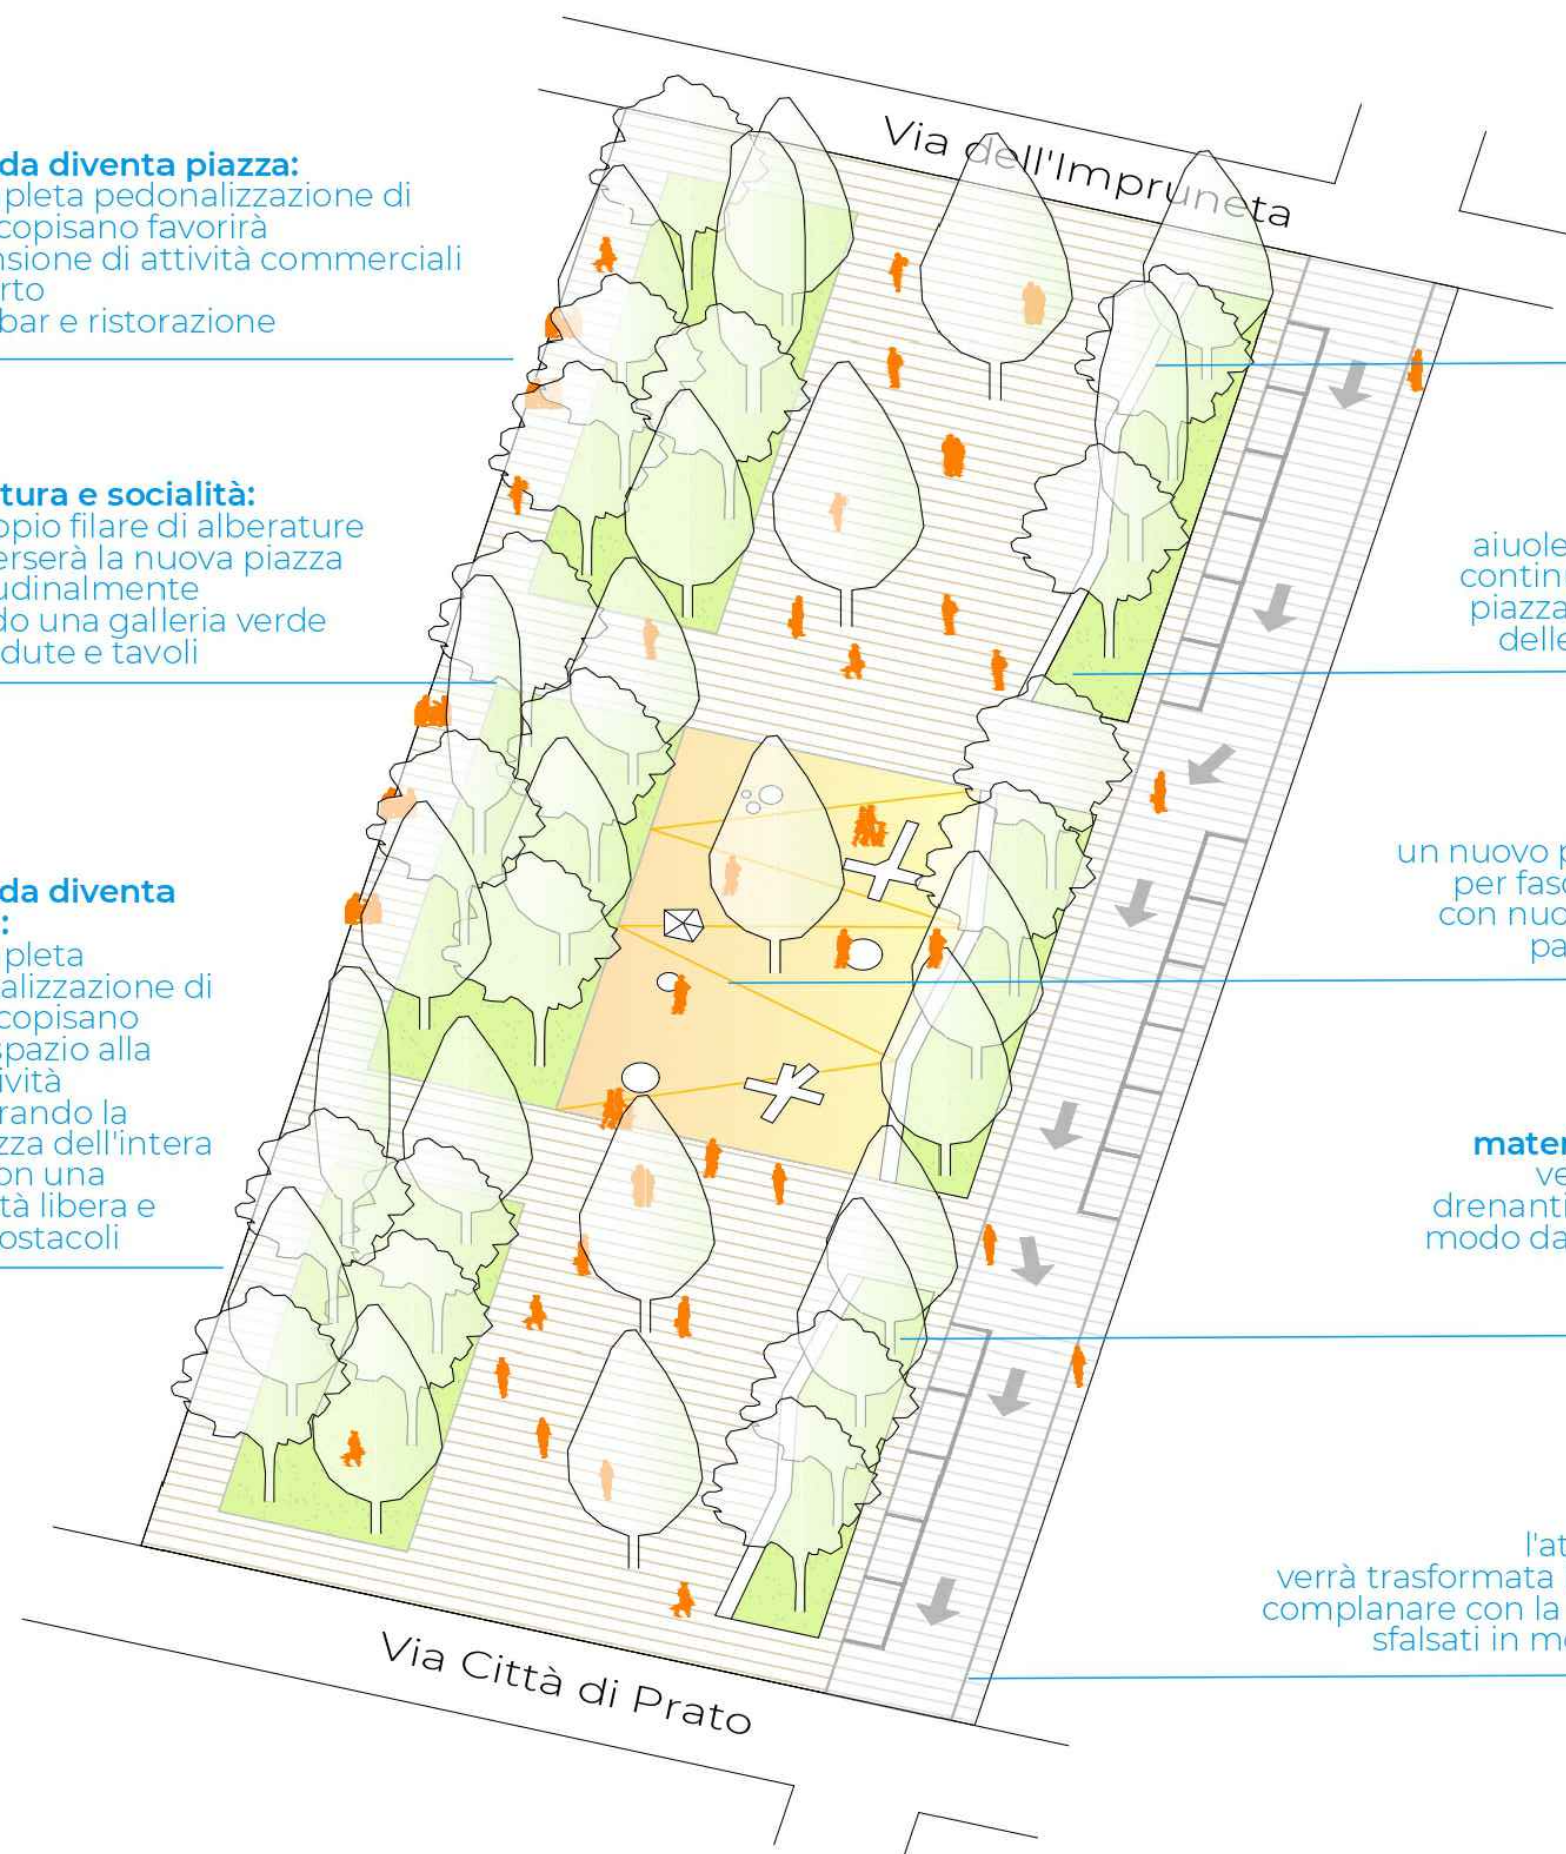 Via dell'Impruneta
da diventa piazza:
pleta pedonalizzazione di
copisano favorirà
nsione di attività commerciali
rto
bar e ristorazione
tura e socialità:
opio filare di alberature
erserà la nuova piazza
udinalmente
do una galleria verde
dute e tavoli
da diventa
:
pleta
alizzazione di
copisano
spazio alla
ività
rando la
zza dell'intera
on una
tà libera e
ostacoli
aiuole
contin
piazza
delle
un nuovo p
per fasc
con nuo
pa
mater
ve
drenanti
modo da
l'at
verrà trasformata
complanare con la
sfalsati in m
Via Città di Prato